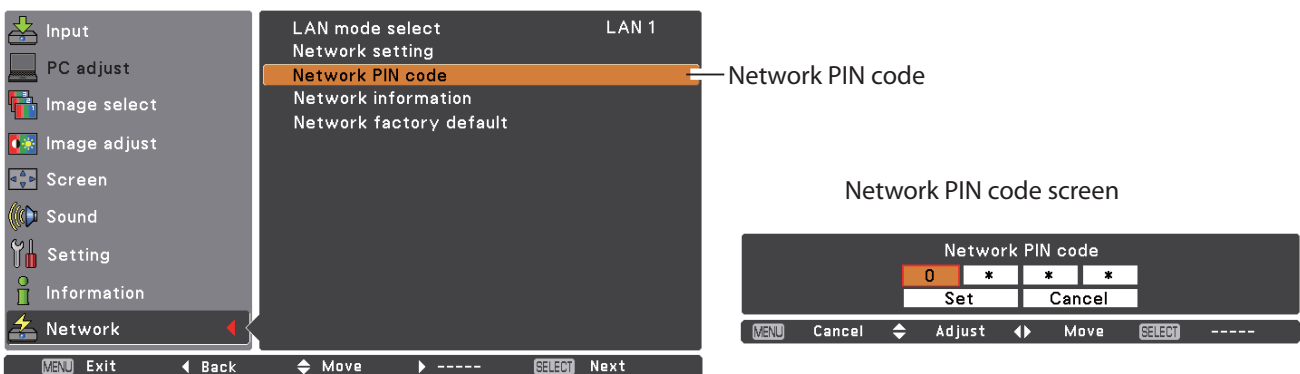 Input
PC adjust
Image select
Image adjust
Screen
Sound
Setting
Information
Network
LAN mode select LAN 1
Network setting
Network PIN code
Network information
Network factory default
MENU Exit Back Move ----- SELECT Next
Network PIN code
Network PIN code screen
Network PIN code
0 * * *
Set Cancel
MENU Cancel Adjust Move SELECT -----